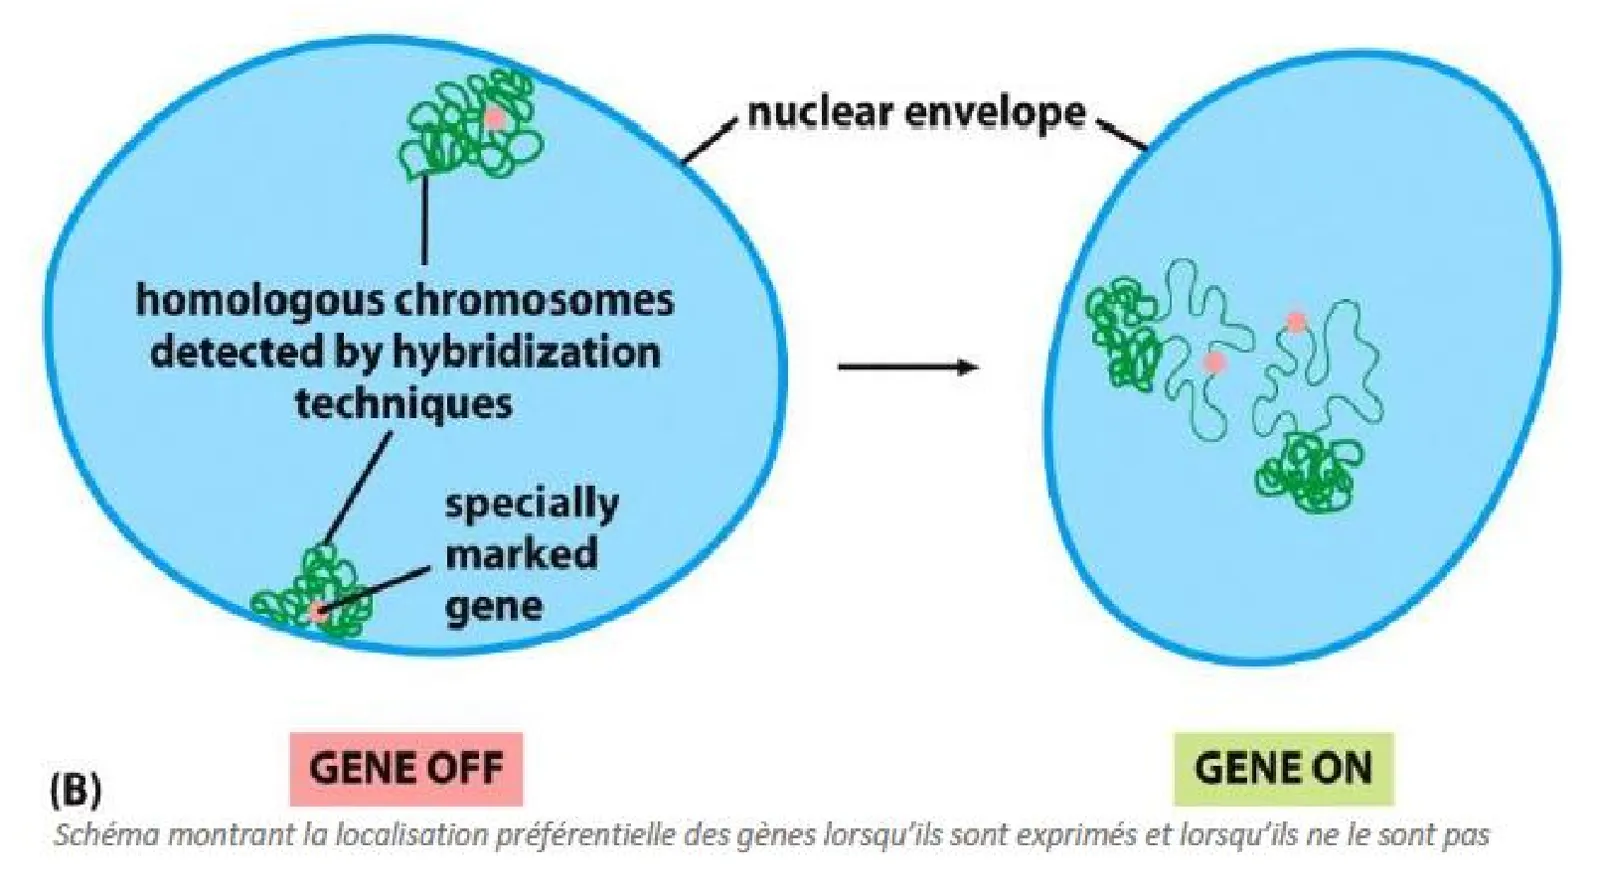 nuclear envelope
homologous chromosomes
detected by hybridization
techniques
specially
marked
gene
GENE OFF
GENE ON
(B)
Schéma montrant la localisation préférentielle des gènes lorsqu'ils sont exprimés et lorsqu'ils ne le sont pas